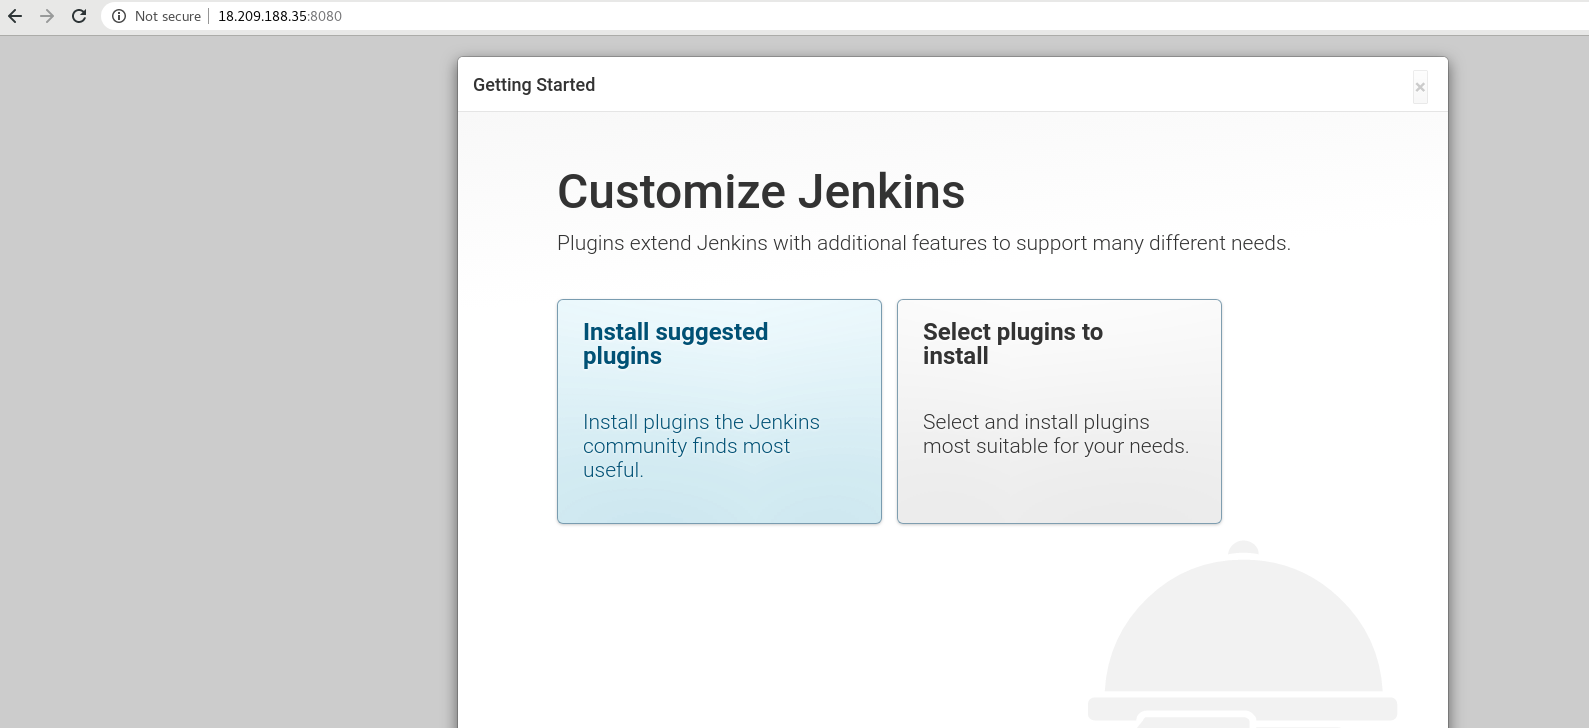 Not secure | 18.209.188.35:8080
Getting Started
×
Customize Jenkins
Plugins extend Jenkins with additional features to support many different needs.
Install suggested
plugins
Install plugins the Jenkins
community finds most
useful.
Select plugins to
install
Select and install plugins
most suitable for your needs.